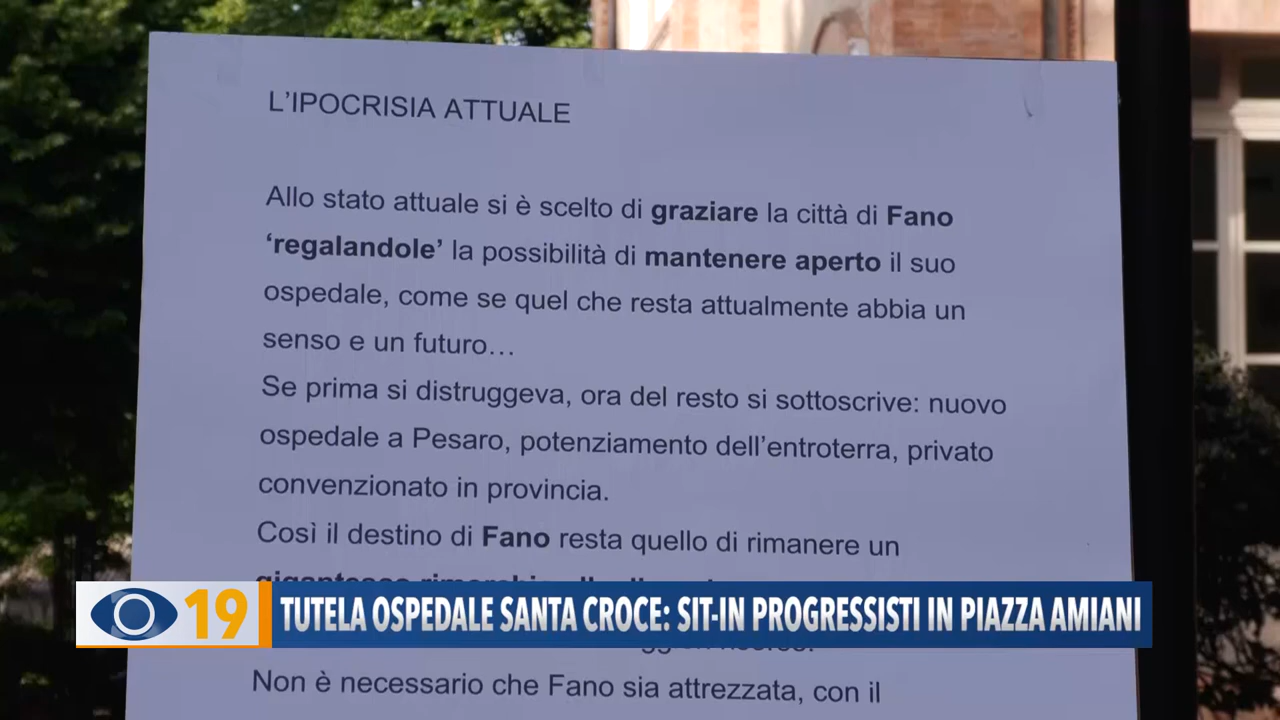 L'IPOCRISIA ATTUALE
Allo stato attuale si è scelto di graziare la città di Fano
'regalandole' la possibilità di mantenere aperto il suo
ospedale, come se quel che resta attualmente abbia un
senso e un futuro…
Se prima si distruggeva, ora del resto si sottoscrive: nuovo
ospedale a Pesaro, potenziamento dell'entroterra, privato
convenzionato in provincia.
Così il destino di Fano resta quello di rimanere un
19 TUTELA OSPEDALE SANTA CROCE: SIT-IN PROGRESSISTI IN PIAZZA AMIANI
Non è necessario che Fano sia attrezzata, con il